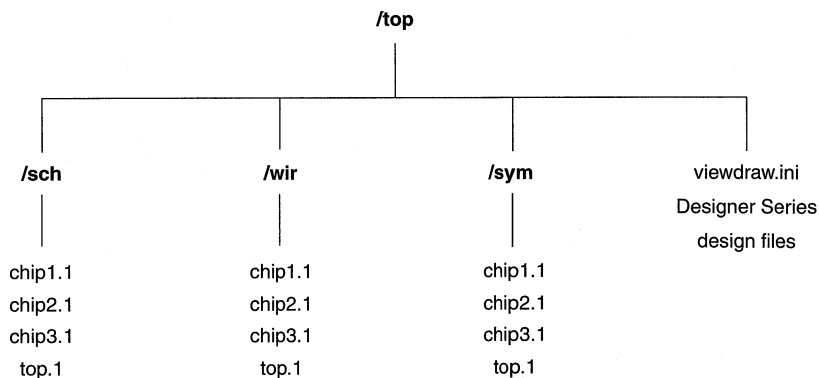 /top
/sch
/wir
/sym
viewdraw.ini
Designer Series
design files
chip1.1
chip2.1
chip3.1
top.1
chip1.1
chip2.1
chip3.1
top.1
chip1.1
chip2.1
chip3.1
top.1